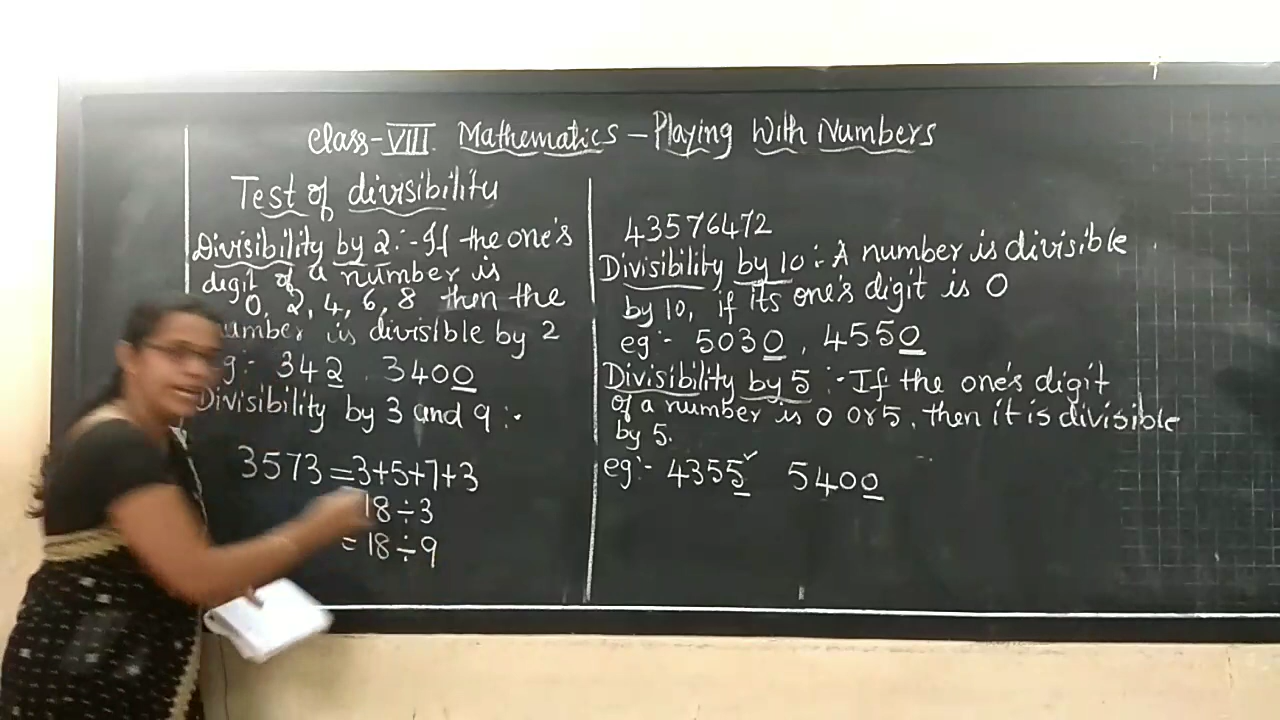 Class-VIII. Mathematics - Playing With Numbers
Test of divisibility
Divisibility by 2:- If the one's
digit of a number is
0, 2, 4, 6, 8 then the
number is divisible by 2
eg:- 342, 3400
Divisibility by 3 and 9:-
3573 = 3+5+7+3
18÷3
= 18÷9
43576472
Divisibility by 10:- A number is divisible
by 10, if its one's digit is 0
eg:- 5030, 4550
Divisibility by 5:- If the one's digit
of a number is 0 or 5, then it is divisible
by 5.
eg:- 4355✓ 5400